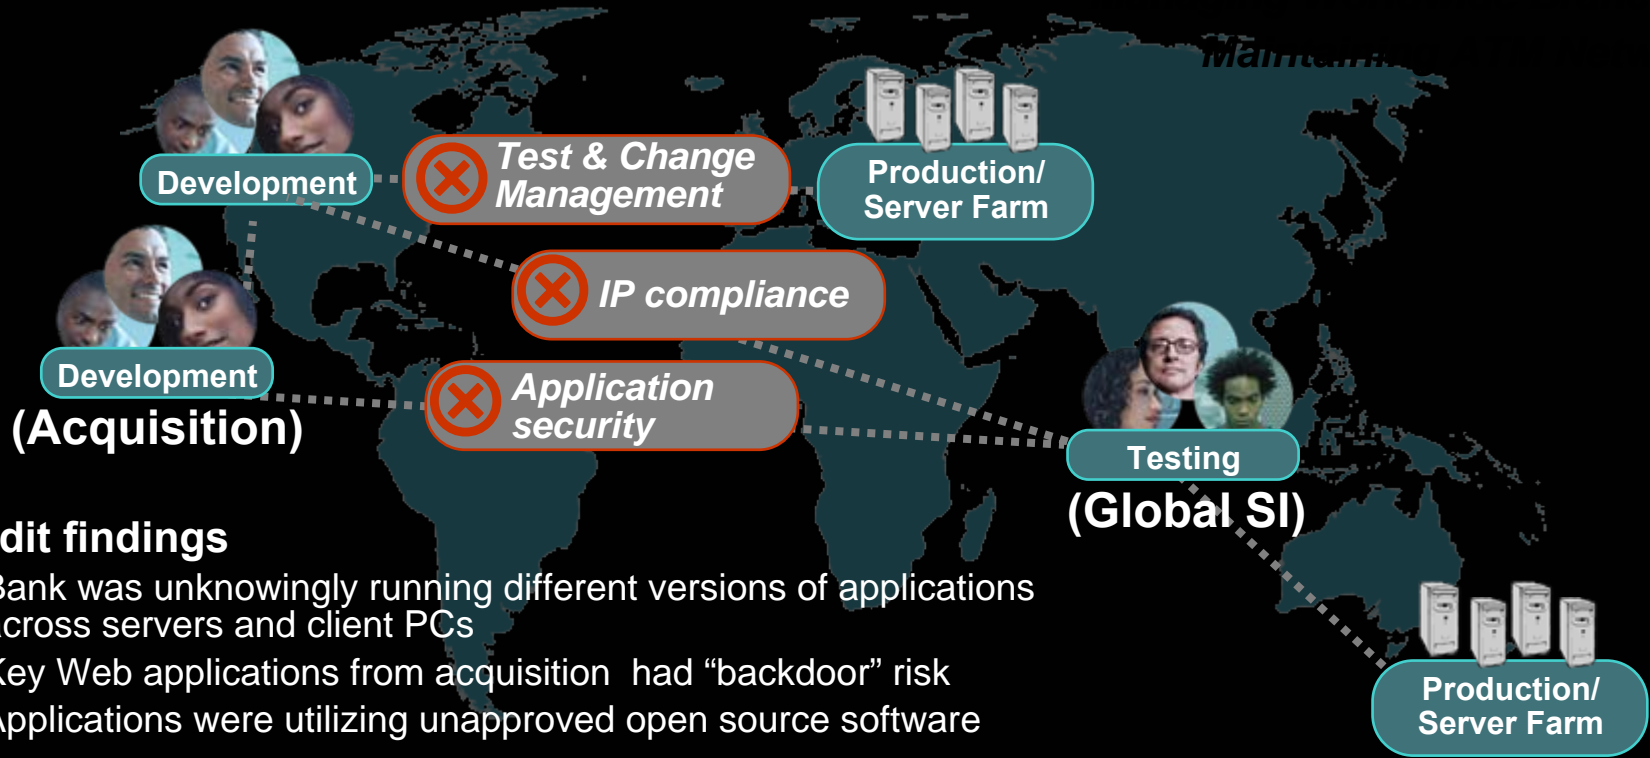 Development
Test & Change
Management
Production/
Server Farm
IP compliance
Development
(Acquisition)
Application
security
Testing
(Global SI)
dit findings
Bank was unknowingly running different versions of applications
across servers and client PCs
Key Web applications from acquisition had “backdoor” risk
Applications were utilizing unapproved open source software
Production/
Server Farm